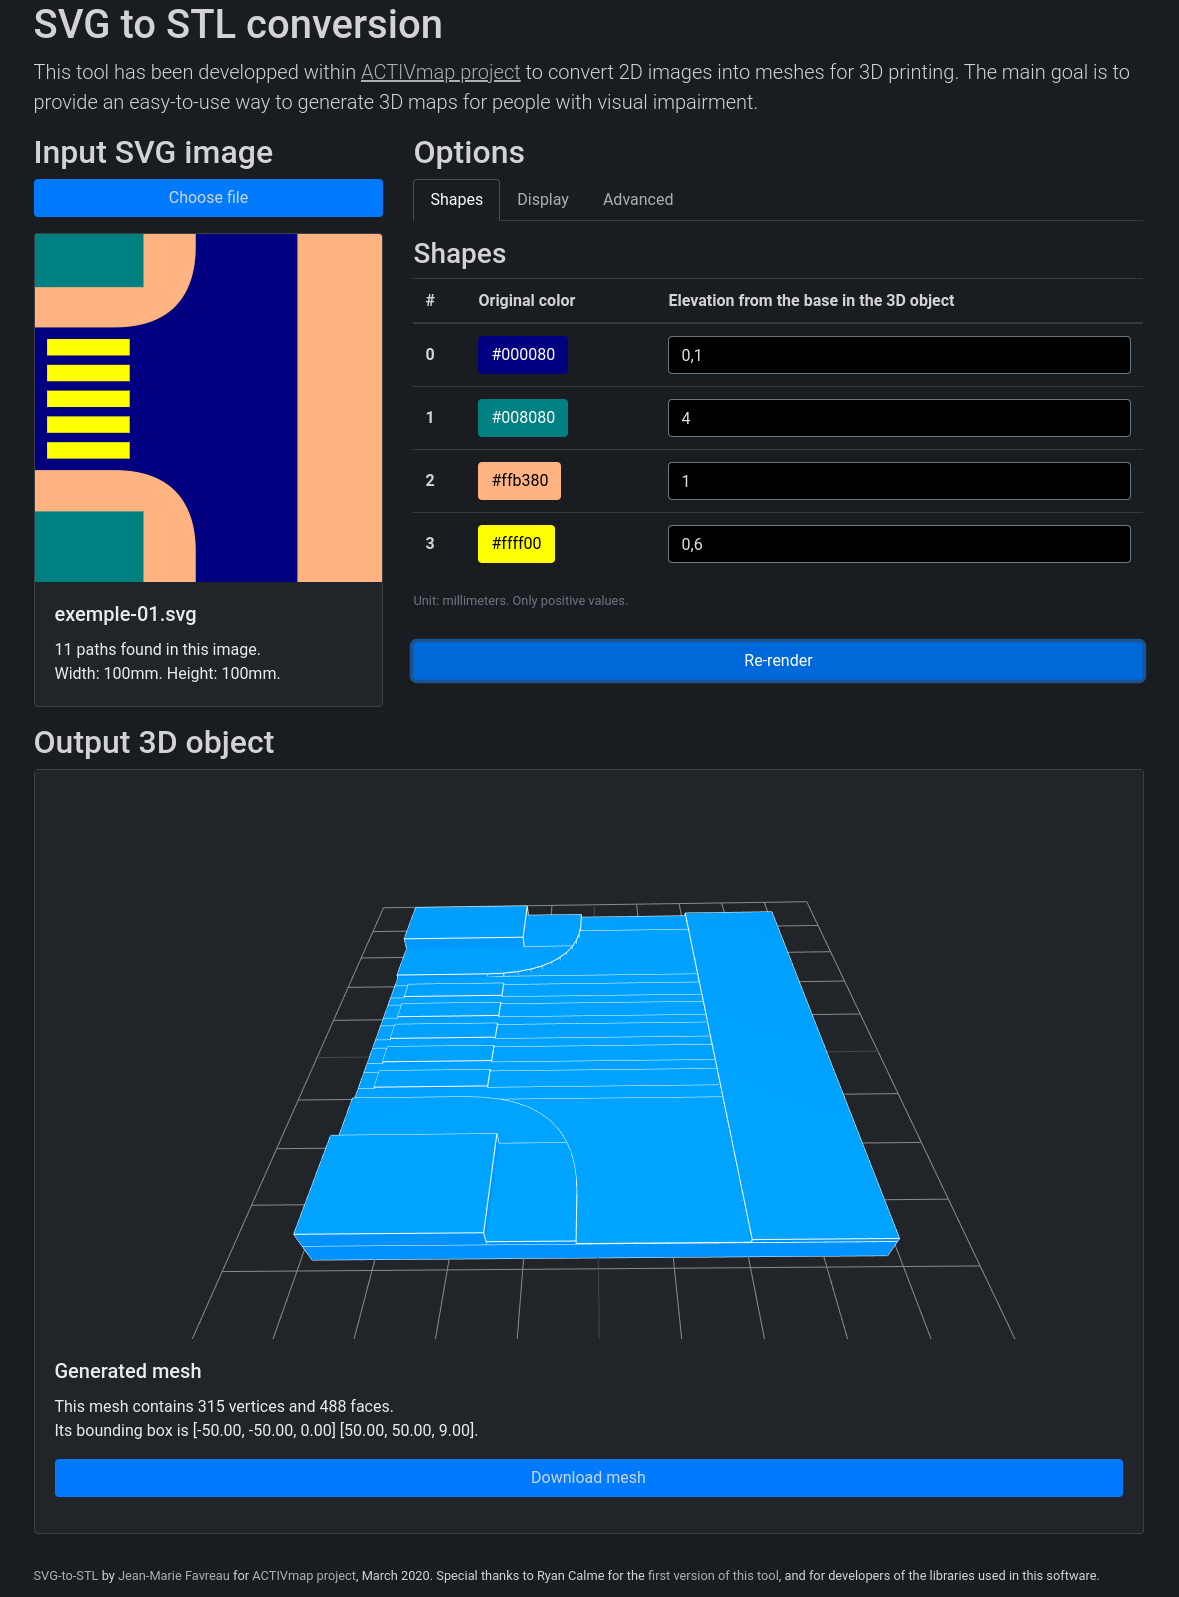 SVG to STL conversion
This tool has been developped within ACTIVmap project to convert 2D images into meshes for 3D printing. The main goal is to
provide an easy-to-use way to generate 3D maps for people with visual impairment.
Input SVG image
Choose file
exemple-01.svg
11 paths found in this image.
Width: 100mm. Height: 100mm.
Options
Shapes Display Advanced
Shapes
# Original color Elevation from the base in the 3D object
0 #000080 0,1
1 #008080 4
2 #ffb380 1
3 #ffff00 0,6
Unit: millimeters. Only positive values.
Re-render
Output 3D object
Generated mesh
This mesh contains 315 vertices and 488 faces.
Its bounding box is [-50.00, -50.00, 0.00] [50.00, 50.00, 9.00].
Download mesh
SVG-to-STL by Jean-Marie Favreau for ACTIVmap project, March 2020. Special thanks to Ryan Calme for the first version of this tool, and for developers of the libraries used in this software.